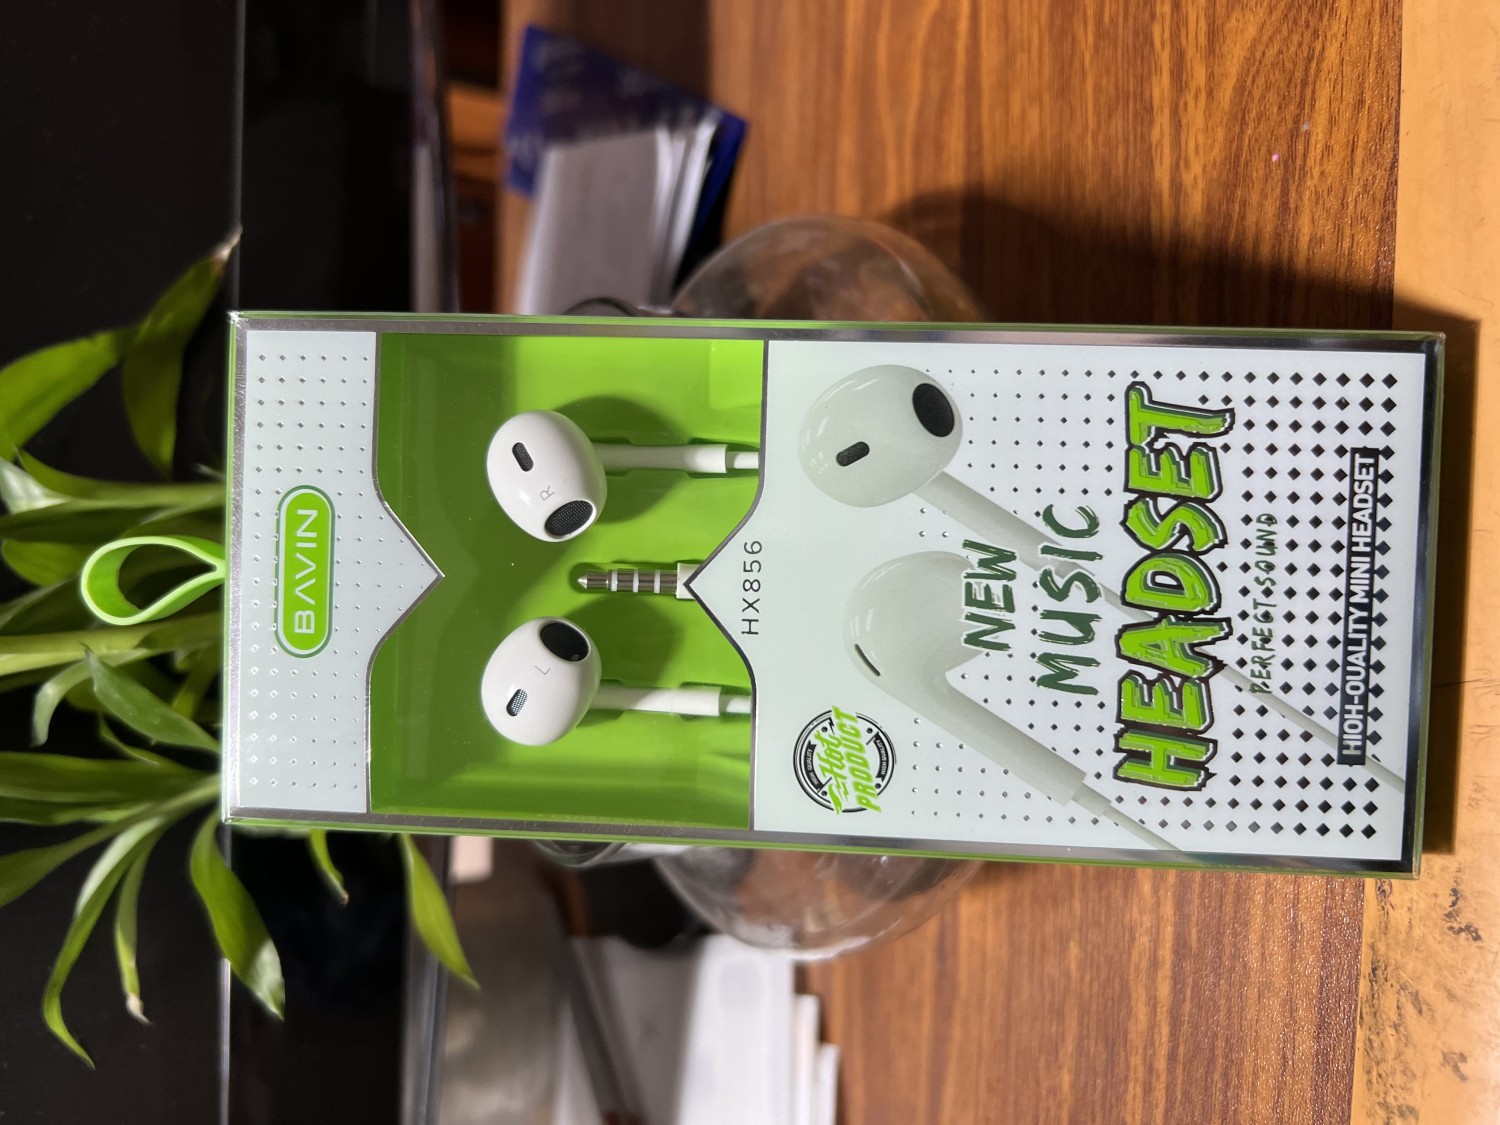 BAVIN
R
L
HX856
Hot
PRODUCT
NEW
MUSIC
HEADSET
PERFECT SOUND
HIOH-QUALITY MINI HEADSET